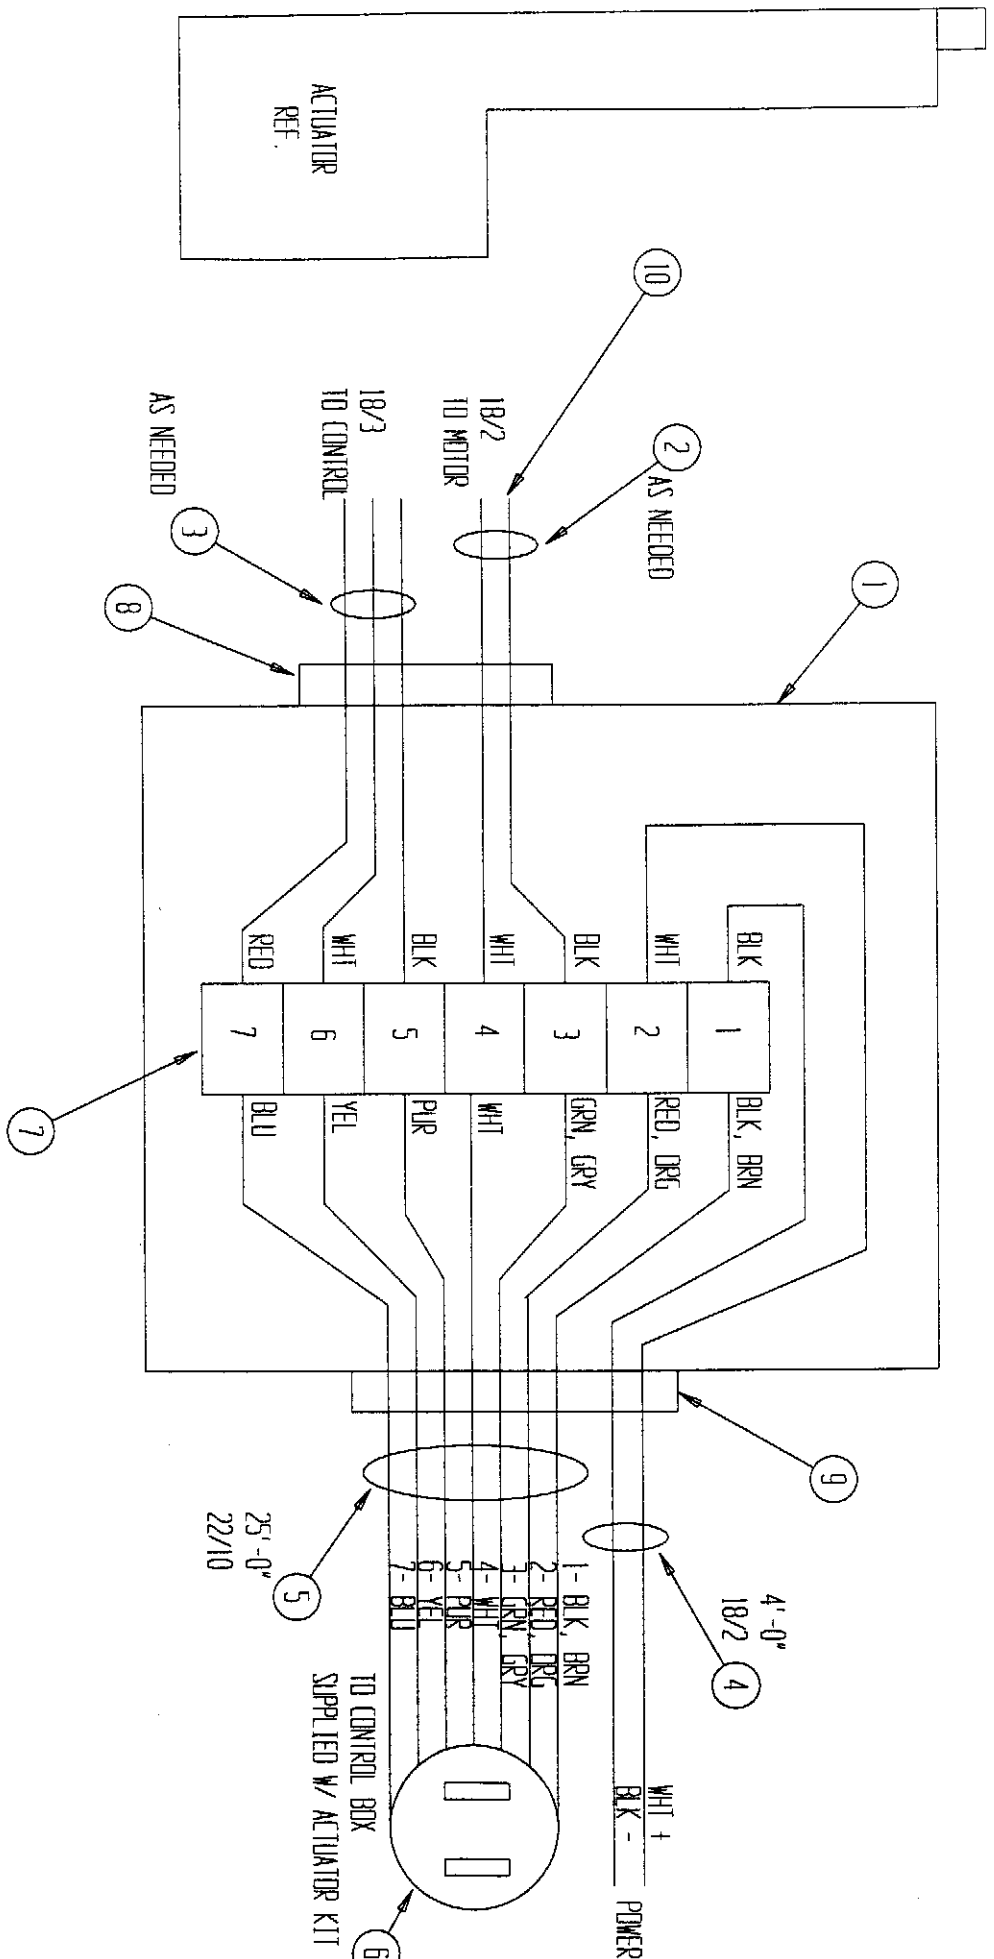 ACTUATOR
REF.
10
18/2
TO MOTOR
2
AS NEEDED
18/3
TO CONTROL
AS NEEDED
3
8
1
BLK
WHT
BLK
WHT
BLK
WHT
RED
1
2
3
4
5
6
7
BLK, BRN
RED, ORG
GRN, GRY
WHT
PUR
YEL
BLU
7
9
4'-0"
18/2
4
25'-0"
22/10
5
1- BLK, BRN
2- RED, ORG
3- GRN, GRY
4- WHT
5- PUR
6- YEL
7- BLU
WHT +
BLK -
POWER
TO CONTROL BOX
SUPPLIED W/ ACTUATOR KIT
6